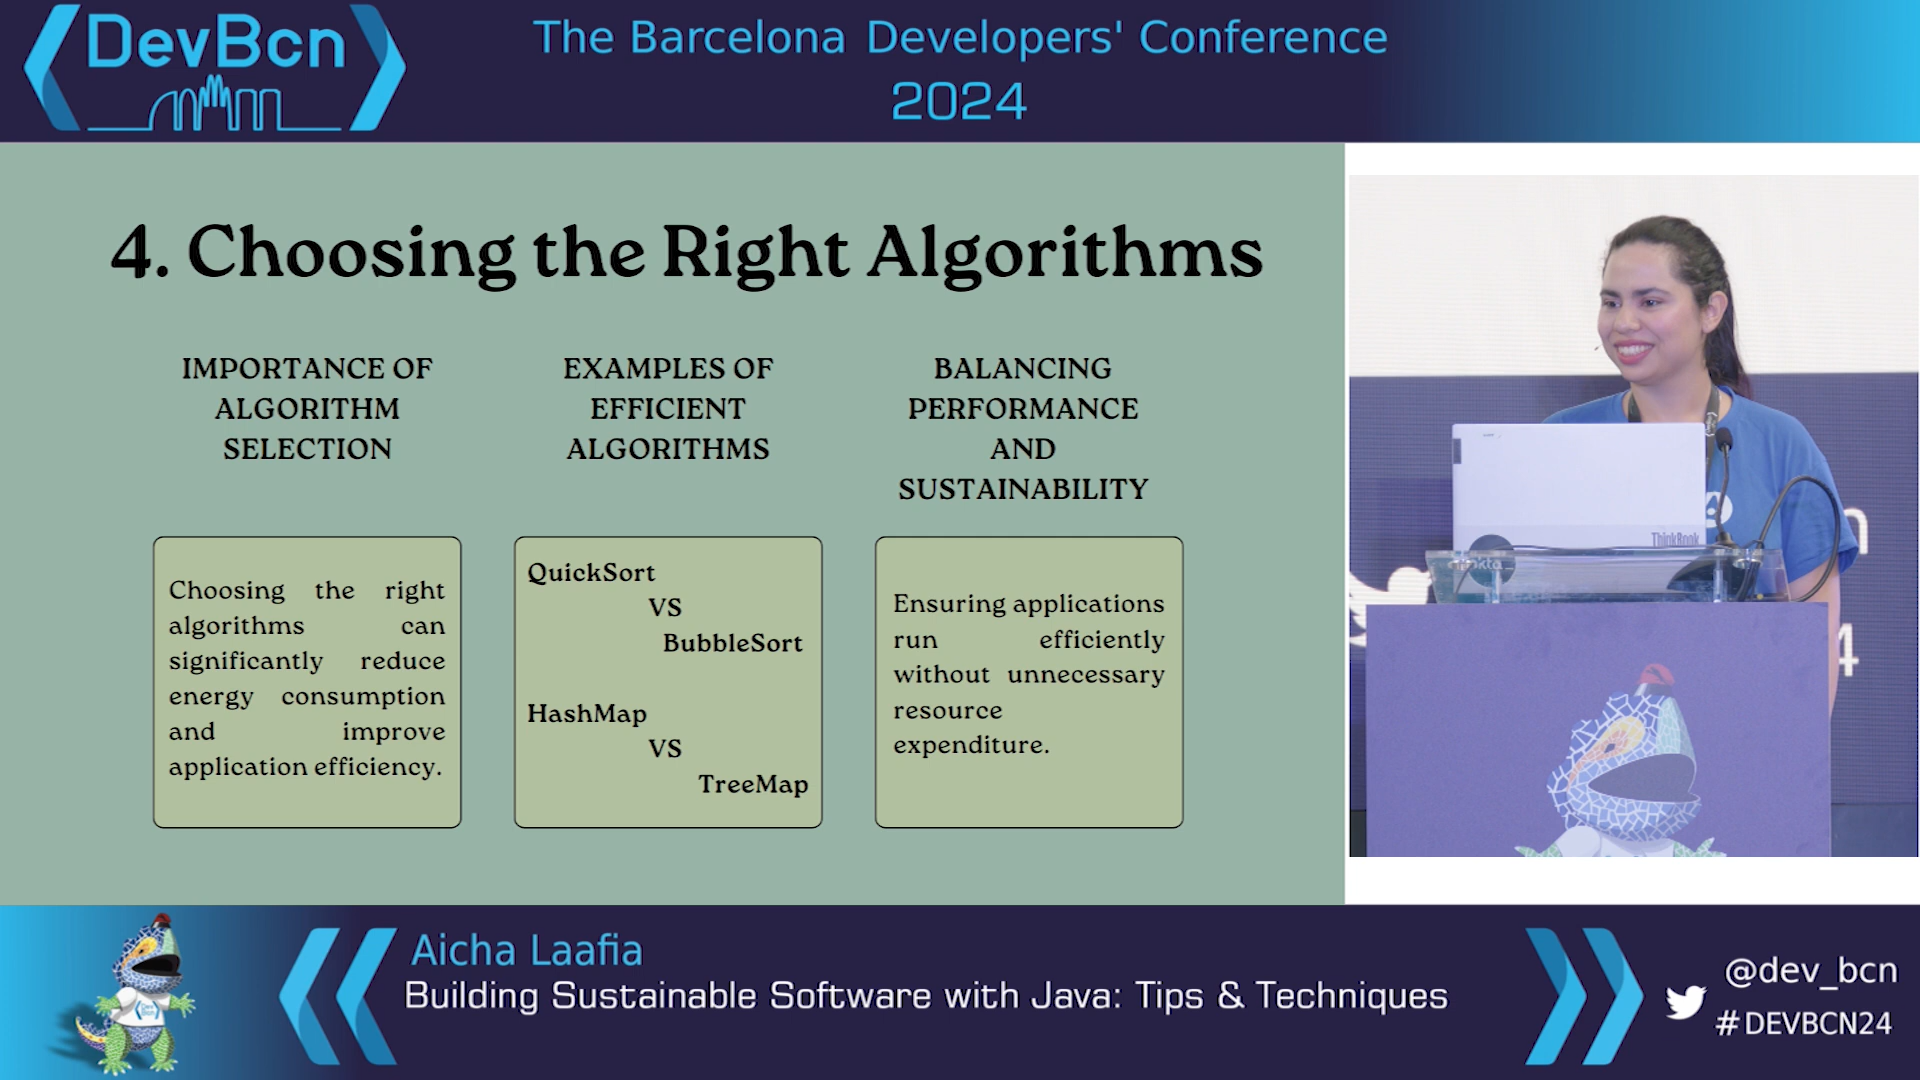 DevBcn
The Barcelona Developers' Conference
2024
4. Choosing the Right Algorithms
IMPORTANCE OF
ALGORITHM
SELECTION
Choosing the right
algorithms can
significantly reduce
energy consumption
and improve
application efficiency.
EXAMPLES OF
EFFICIENT
ALGORITHMS
QuickSort
VS
BubbleSort
HashMap
VS
TreeMap
BALANCING
PERFORMANCE
AND
SUSTAINABILITY
Ensuring applications
run efficiently
without unnecessary
resource
expenditure.
ThinkBook
okta
n
4
Aicha Laafia
Building Sustainable Software with Java: Tips & Techniques
@dev_bcn
#DEVBCN24